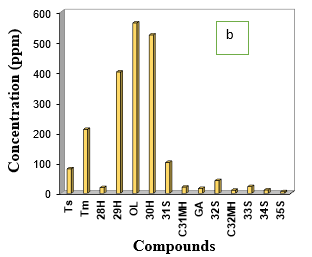 Concentration (ppm)
600
500
400
300
200
100
0
b
Ts
Tm
28H
29H
OL
30H
31S
C31MH
GA
32S
C32MH
33S
34S
35S
Compounds